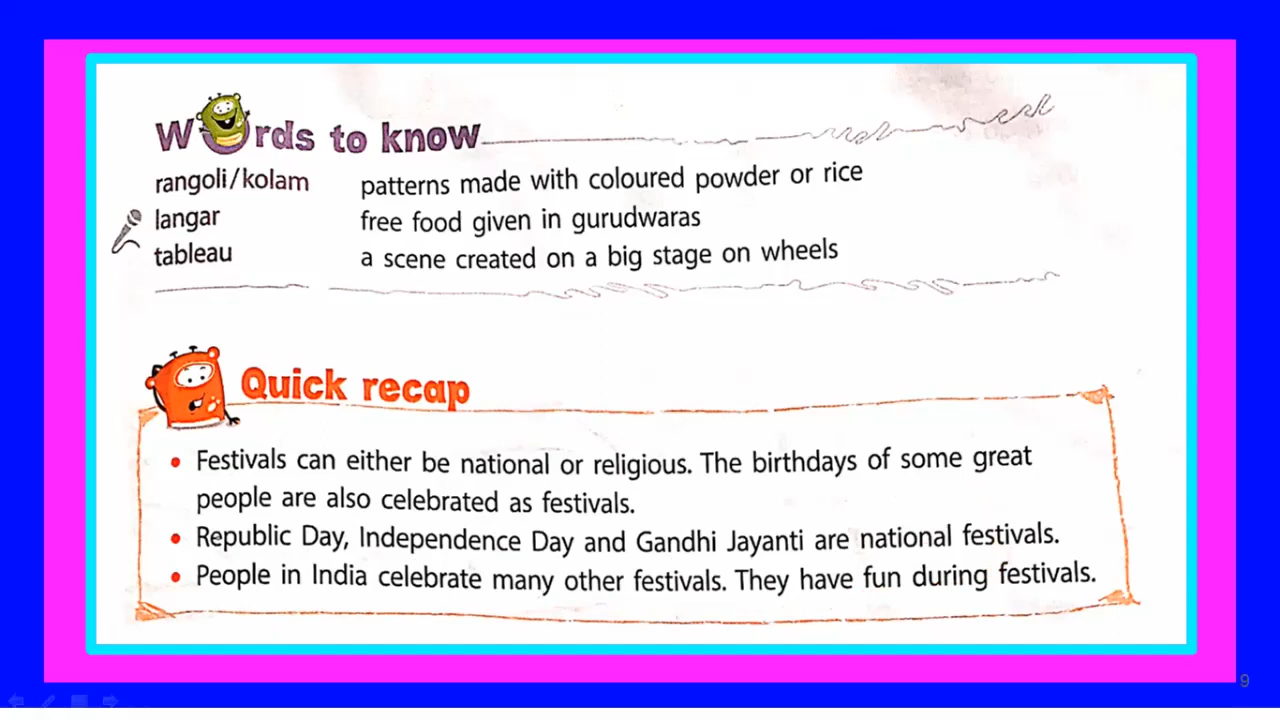 Words to know
rangoli/kolam patterns made with coloured powder or rice
langar free food given in gurudwaras
tableau a scene created on a big stage on wheels
Quick recap
• Festivals can either be national or religious. The birthdays of some great
people are also celebrated as festivals.
• Republic Day, Independence Day and Gandhi Jayanti are national festivals.
• People in India celebrate many other festivals. They have fun during festivals.
9